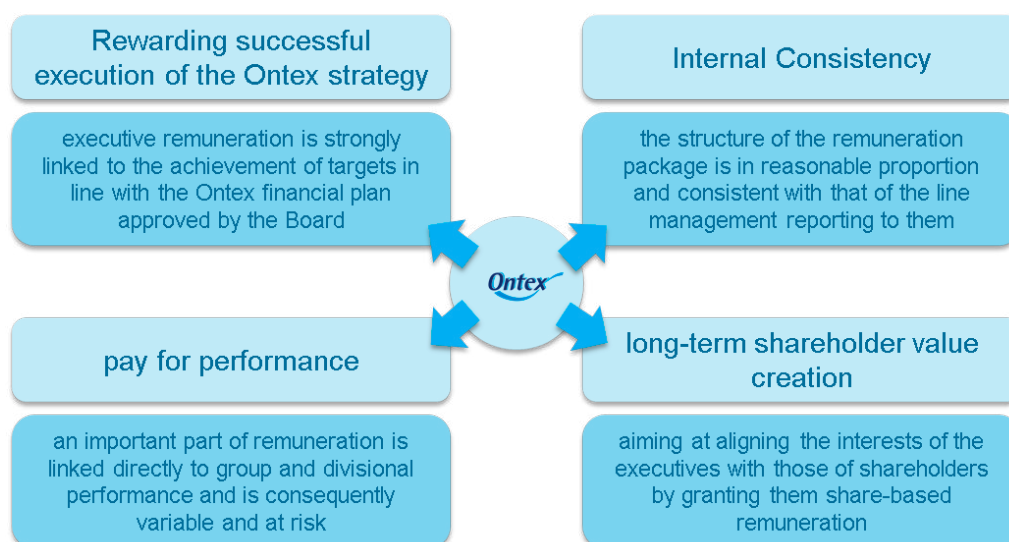 Rewarding successful
execution of the Ontex strategy
executive remuneration is strongly
linked to the achievement of targets in
line with the Ontex financial plan
approved by the Board
Internal Consistency
the structure of the remuneration
package is in reasonable proportion
and consistent with that of the line
management reporting to them
Ontex
pay for performance
an important part of remuneration is
linked directly to group and divisional
performance and is consequently
variable and at risk
long-term shareholder value
creation
aiming at aligning the interests of the
executives with those of shareholders
by granting them share-based
remuneration